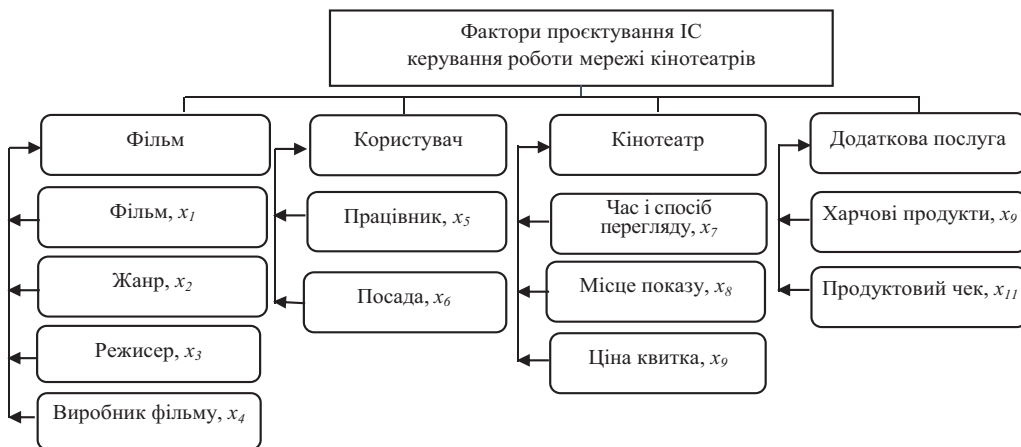 Фактори проєктування ІС
керування роботи мережі кінотеатрів
Фільм
Фільм, x1
Жанр, x2
Режисер, x3
Виробник фільму, x4
Користувач
Працівник, x5
Посада, x6
Кінотеатр
Час і спосіб
перегляду, x7
Місце показу, x8
Ціна квитка, x9
Додаткова послуга
Харчові продукти, x9
Продуктовий чек, x11